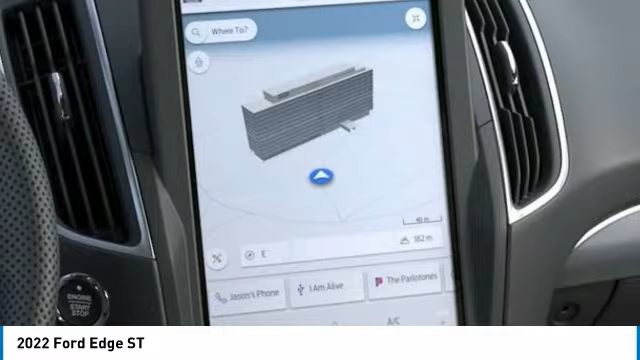 Where To?
40 m
182 m
E
Jason's Phone
I Am Alive
The Parlotones
A/C
ENGINE
START
STOP
2022 Ford Edge ST